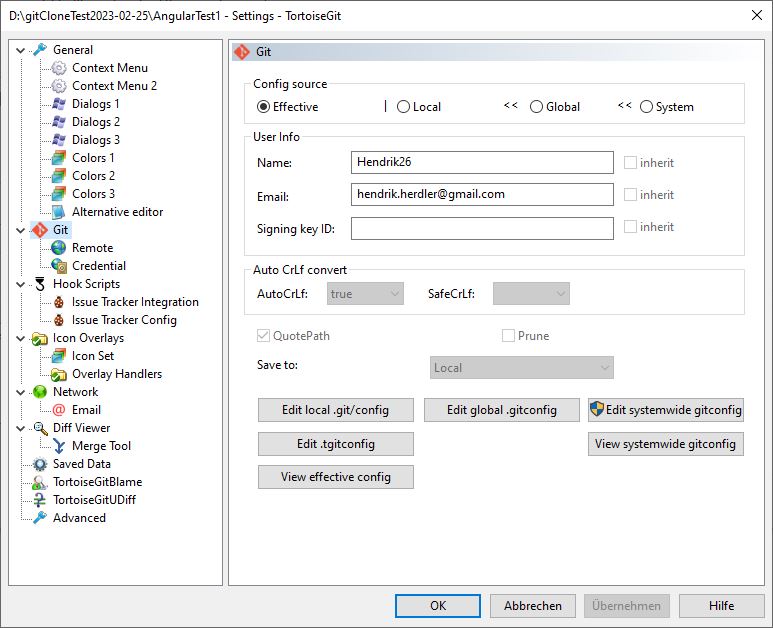 D:\gitCloneTest2023-02-25\AngularTest1 - Settings - TortoiseGit
General
Context Menu
Context Menu 2
Dialogs 1
Dialogs 2
Dialogs 3
Colors 1
Colors 2
Colors 3
Alternative editor
Git
Remote
Credential
Hook Scripts
Issue Tracker Integration
Issue Tracker Config
Icon Overlays
Icon Set
Overlay Handlers
Network
Email
Diff Viewer
Merge Tool
Saved Data
TortoiseGitBlame
TortoiseGitUDiff
Advanced
Git
Config source
Effective | Local << Global << System
User Info
Name: Hendrik26 inherit
Email: hendrik.herdler@gmail.com inherit
Signing key ID: inherit
Auto CrLf convert
AutoCrLf: true SafeCrLf:
QuotePath Prune
Save to: Local
Edit local .git/config Edit global .gitconfig Edit systemwide gitconfig
Edit .tgitconfig View systemwide gitconfig
View effective config
OK Abbrechen Übernehmen Hilfe